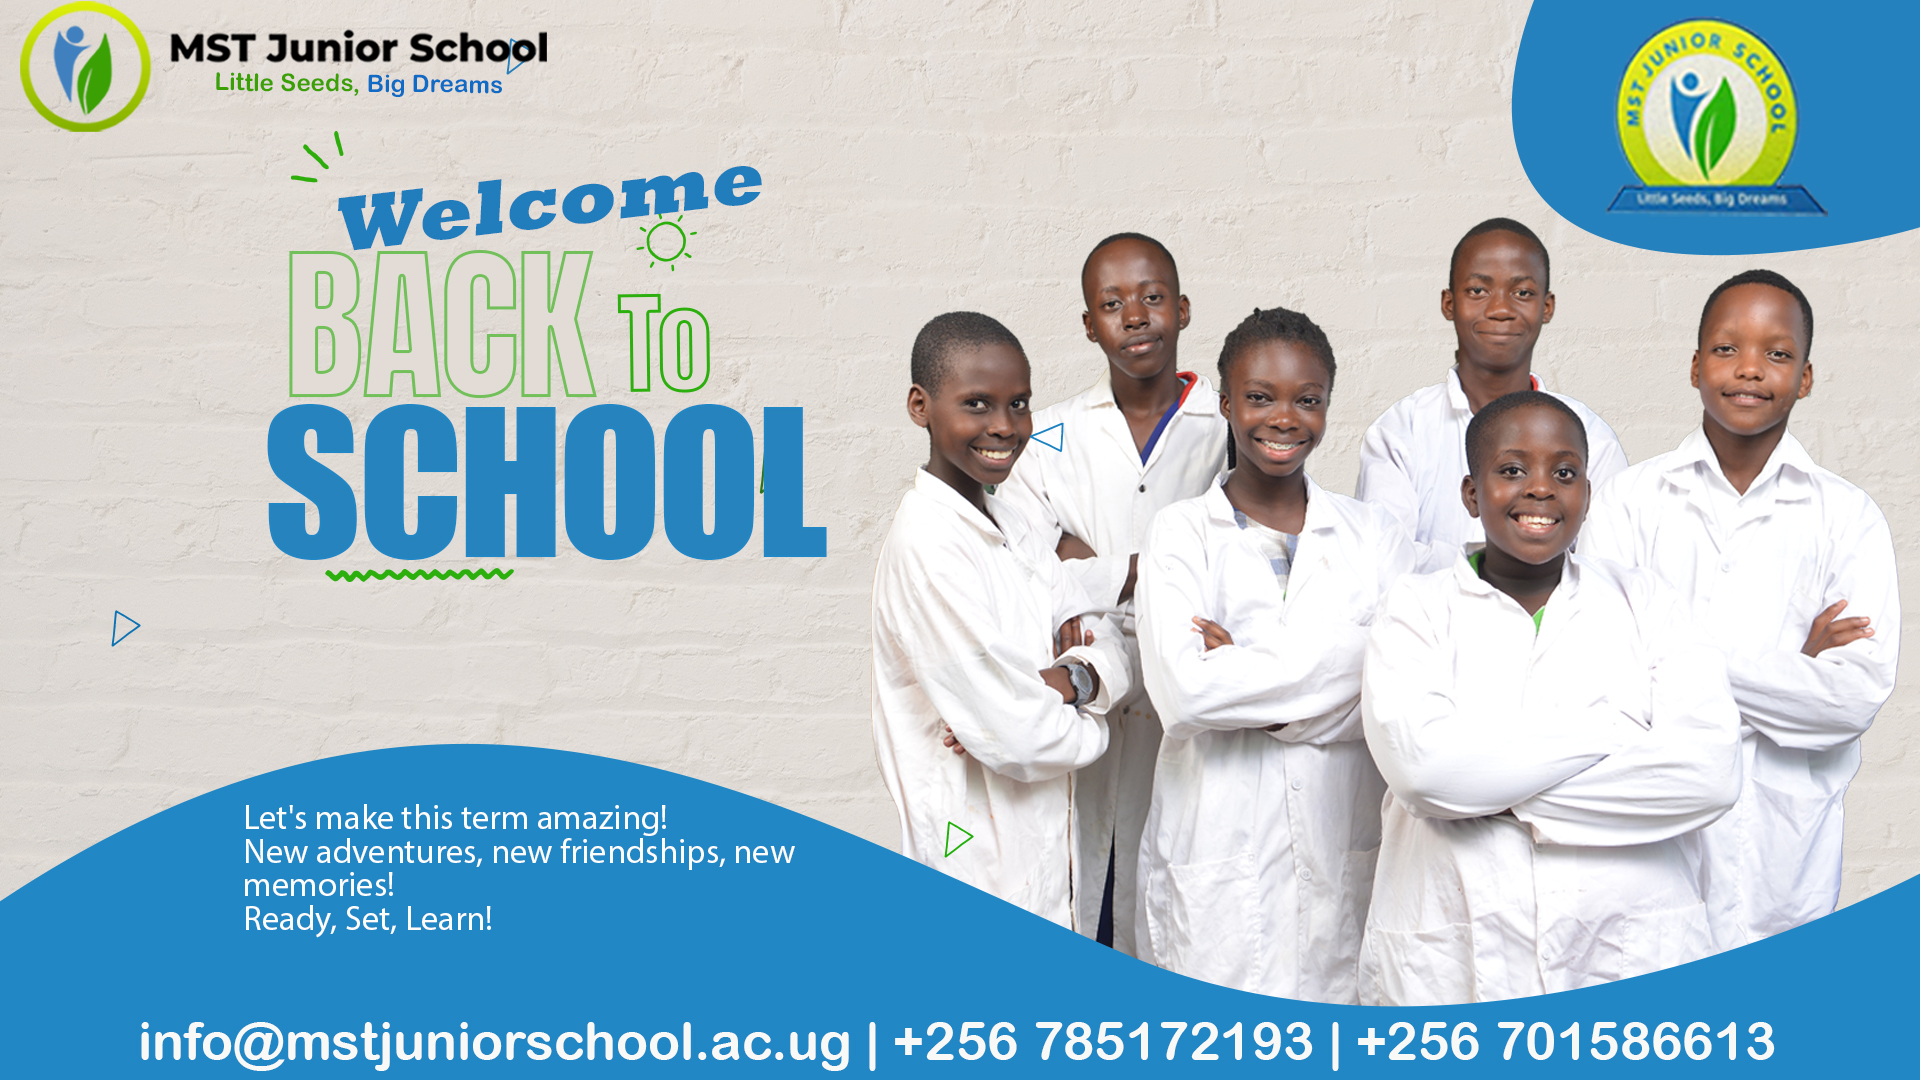 MST Junior School
Little Seeds, Big Dreams
MST JUNIOR SCHOOL
Little Seeds, Big Dreams
Welcome
BACK To
SCHOOL
Let's make this term amazing!
New adventures, new friendships, new
memories!
Ready, Set, Learn!
info@mstjuniorschool.ac.ug | +256 785172193 | +256 701586613